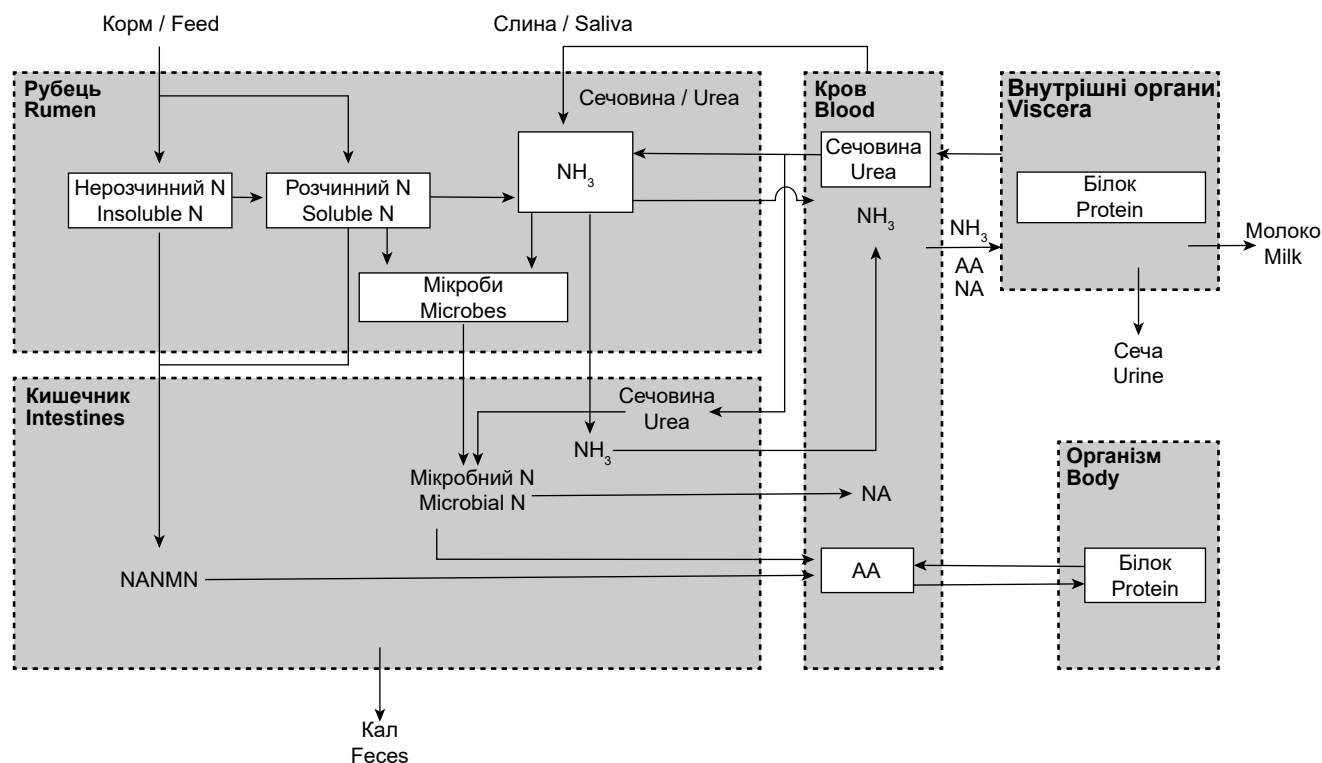 Корм / Feed
Слина / Saliva
Рубець
Rumen
Сечовина / Urea
Кров
Blood
Внутрішні органи
Viscera
Нерозчинний N
Insoluble N
Розчинний N
Soluble N
NH₃
Сечовина
Urea
NH₃
Білок
Protein
NH₃
AA
NA
Молоко
Milk
Мікроби
Microbes
Сеча
Urine
Кишечник
Intestines
Сечовина
Urea
NH₃
Мікробний N
Microbial N
NA
Організм
Body
NANMN
AA
Білок
Protein
Кал
Feces